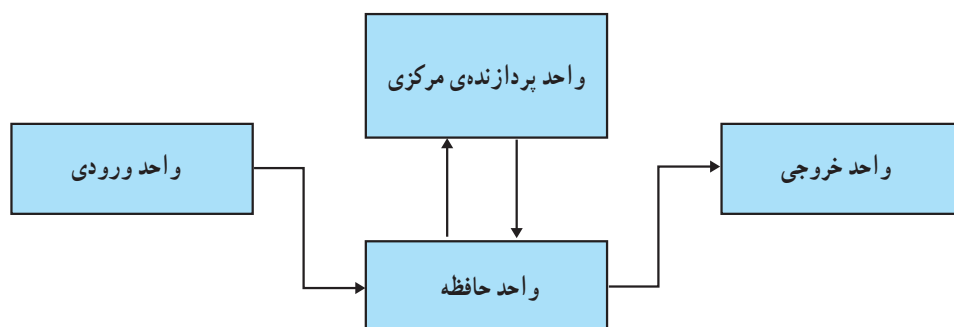 واحد پردازنده‌ی مرکزی
واحد ورودی
واحد خروجی
واحد حافظه